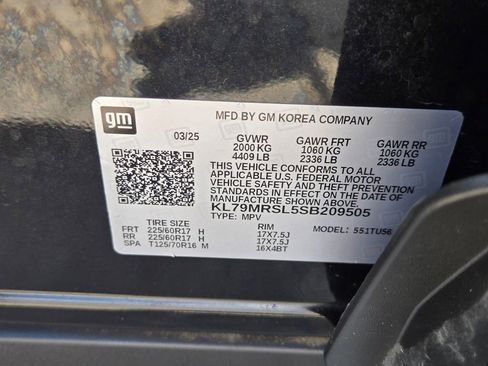 gm
MFD BY GM KOREA COMPANY
03/25 GVWR GAWR FRT GAWR RR
2000 KG 1060 KG 1060 KG
4409 LB 2336 LB 2336 LB
THIS VEHICLE CONFORMS TO ALL
APPLICABLE U.S. FEDERAL MOTOR
VEHICLE SAFETY AND THEFT PREVENTION
STANDARDS IN EFFECT ON THE DATE OF
MANUFACTURE SHOWN ABOVE.
KL79MRSL5SB209505
TYPE: MPV MODEL: 551TU56
TIRE SIZE RIM
FRT 225/60R17 H 17X7.5J
RR 225/60R17 H 17X7.5J
SPA T125/70R16 M 16X4BT